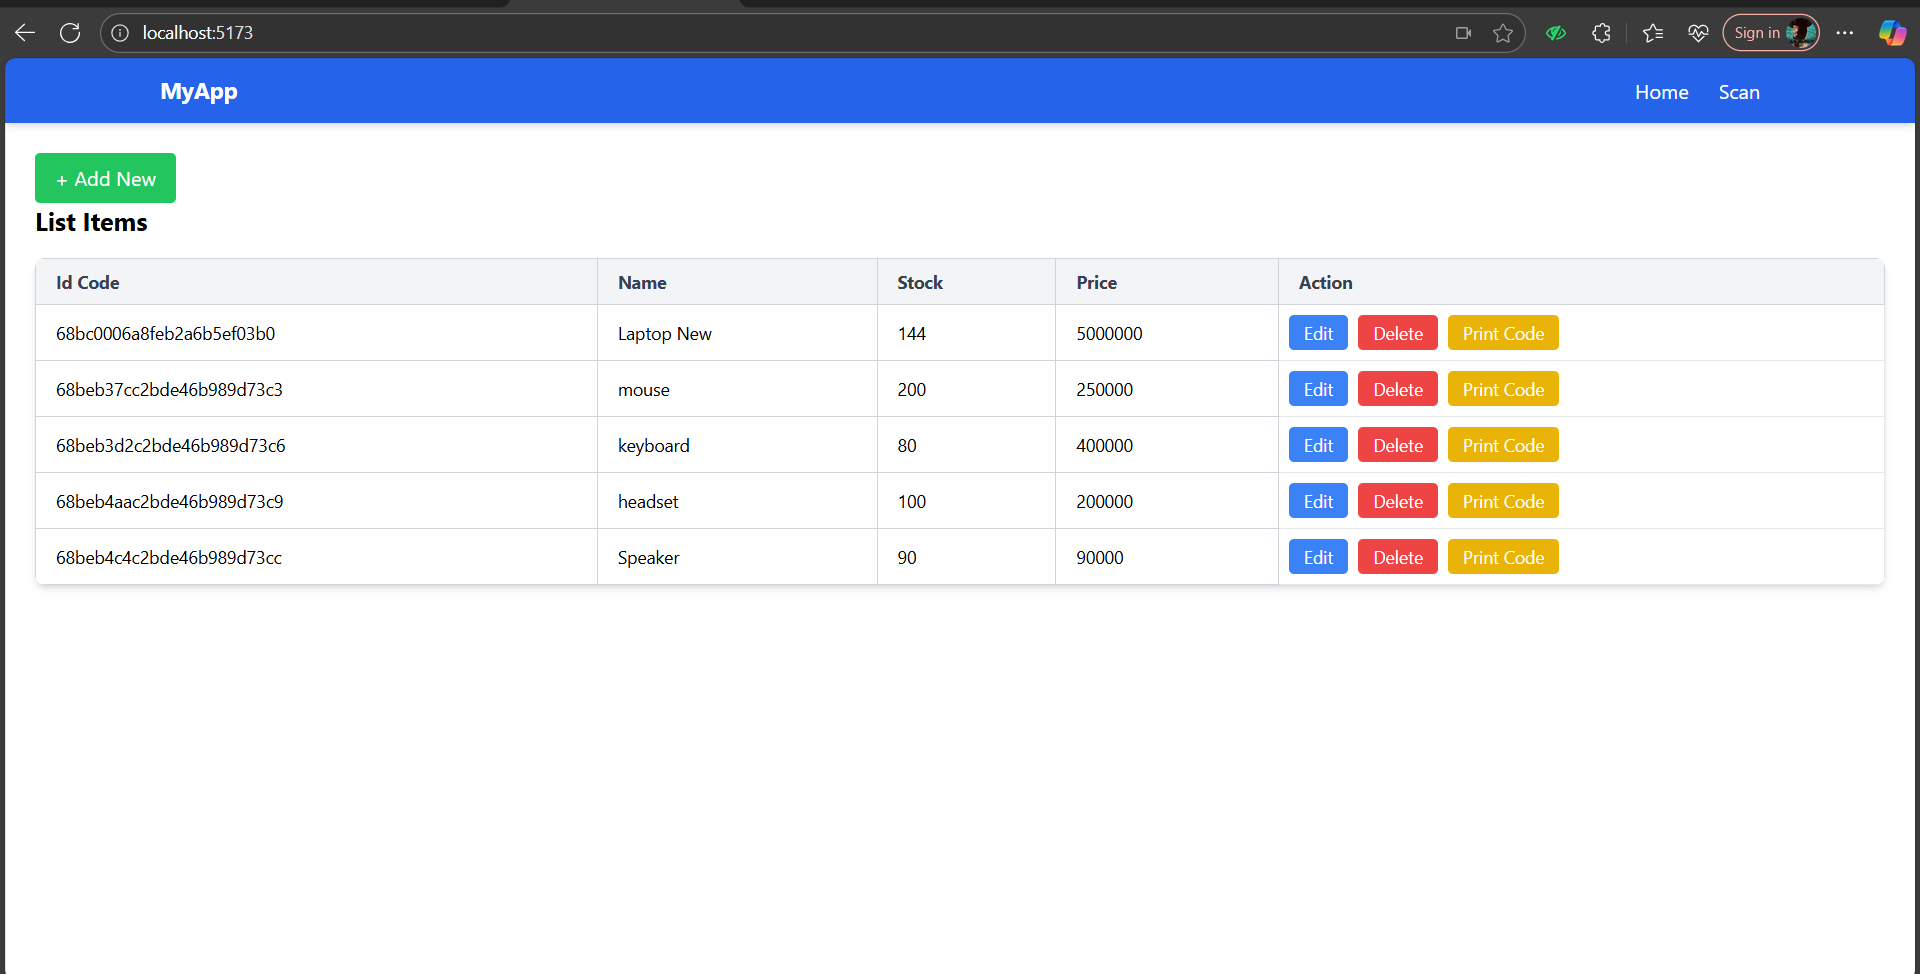 localhost:5173
Sign in
MyApp Home Scan
+ Add New
List Items
Id Code Name Stock Price Action
68bc0006a8feb2a6b5ef03b0 Laptop New 144 5000000 Edit Delete Print Code
68beb37cc2bde46b989d73c3 mouse 200 250000 Edit Delete Print Code
68beb3d2c2bde46b989d73c6 keyboard 80 400000 Edit Delete Print Code
68beb4aac2bde46b989d73c9 headset 100 200000 Edit Delete Print Code
68beb4c4c2bde46b989d73cc Speaker 90 90000 Edit Delete Print Code